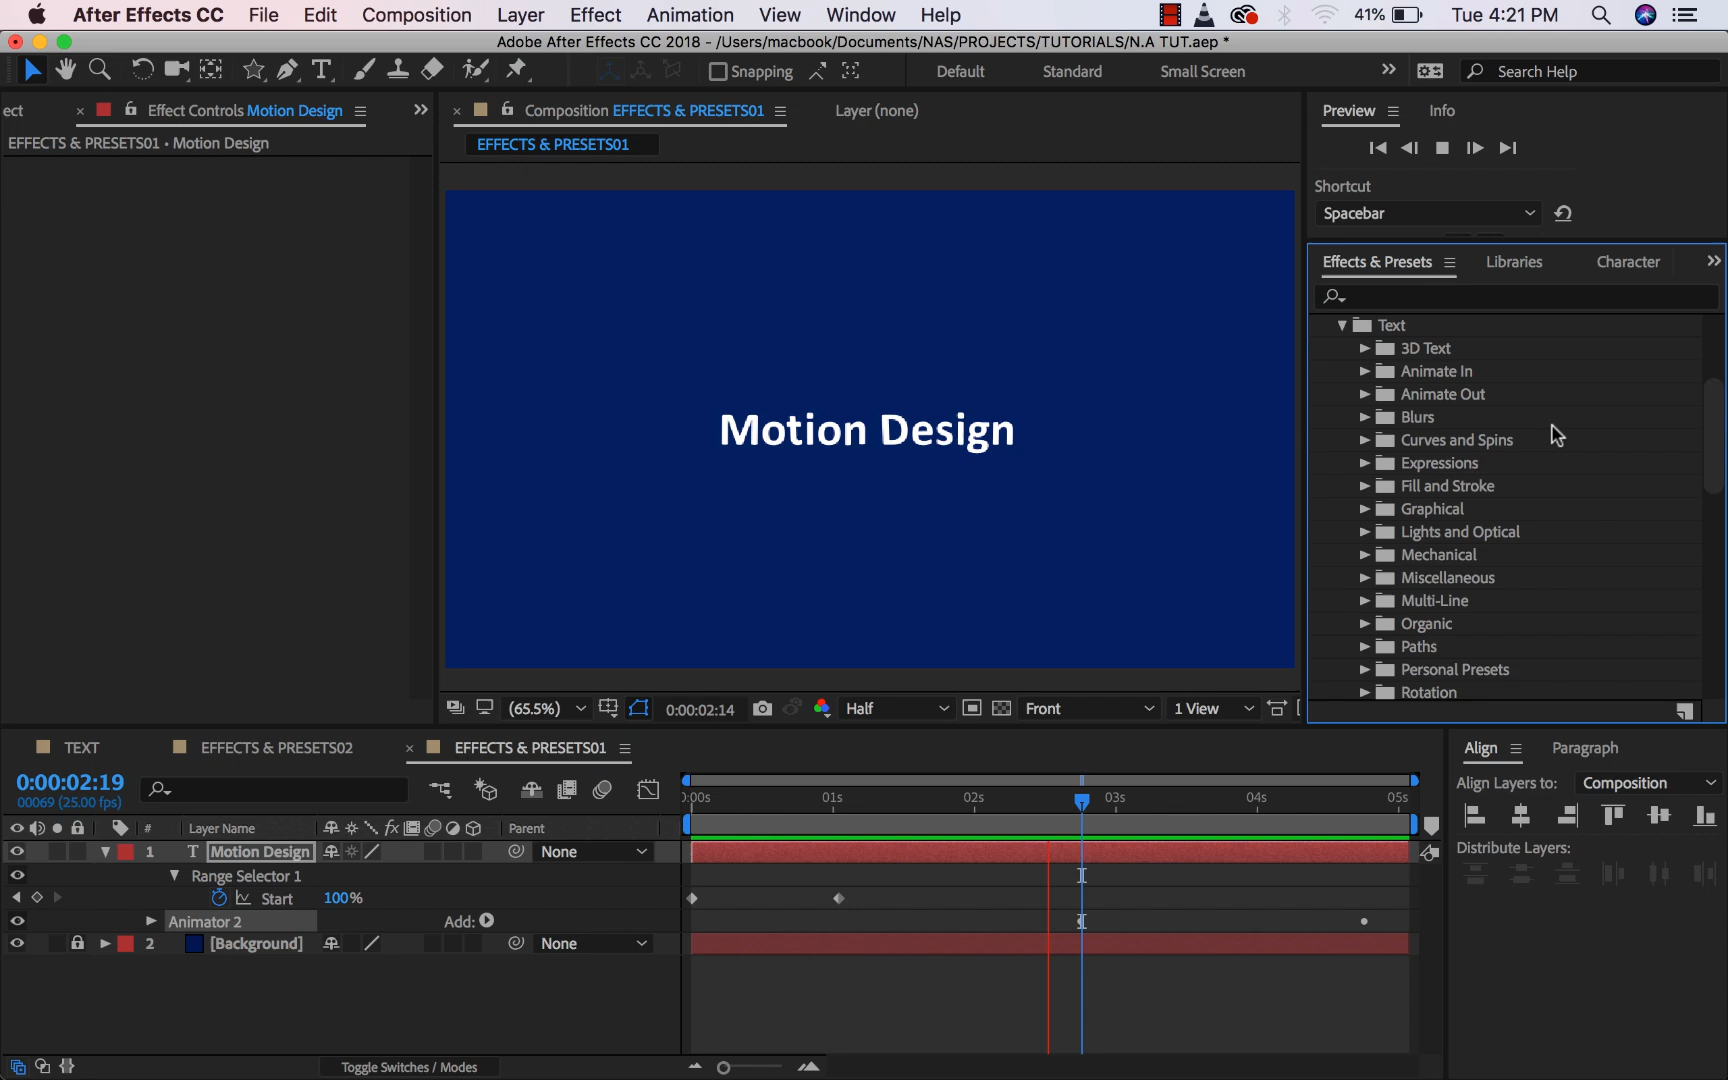 After Effects CC File Edit Composition Layer Effect Animation View Window Help 41% Tue 4:21 PM
Adobe After Effects CC 2018 - /Users/macbook/Documents/NAS/PROJECTS/TUTORIALS/N.A TUT.aep *
Snapping Default Standard Small Screen Search Help
ect Effect Controls Motion Design Composition EFFECTS & PRESETS01 Layer (none) Preview Info
EFFECTS & PRESETS01 • Motion Design EFFECTS & PRESETS01
Shortcut
Spacebar
Effects & Presets Libraries Character
Text
3D Text
Animate In
Animate Out
Blurs
Curves and Spins
Expressions
Fill and Stroke
Graphical
Lights and Optical
Mechanical
Miscellaneous
Multi-Line
Organic
Paths
Personal Presets
Rotation
Motion Design
(65.5%) 0:00:02:14 Half Front 1 View
TEXT EFFECTS & PRESETS02 EFFECTS & PRESETS01
0:00:02:19
00069 (25.00 fps)
0:00s 01s 02s 03s 04s 05s
# Layer Name fx Parent
1 T Motion Design None
Range Selector 1
Start 100%
Animator 2 Add:
2 [Background] None
Toggle Switches / Modes
Align Paragraph
Align Layers to: Composition
Distribute Layers: